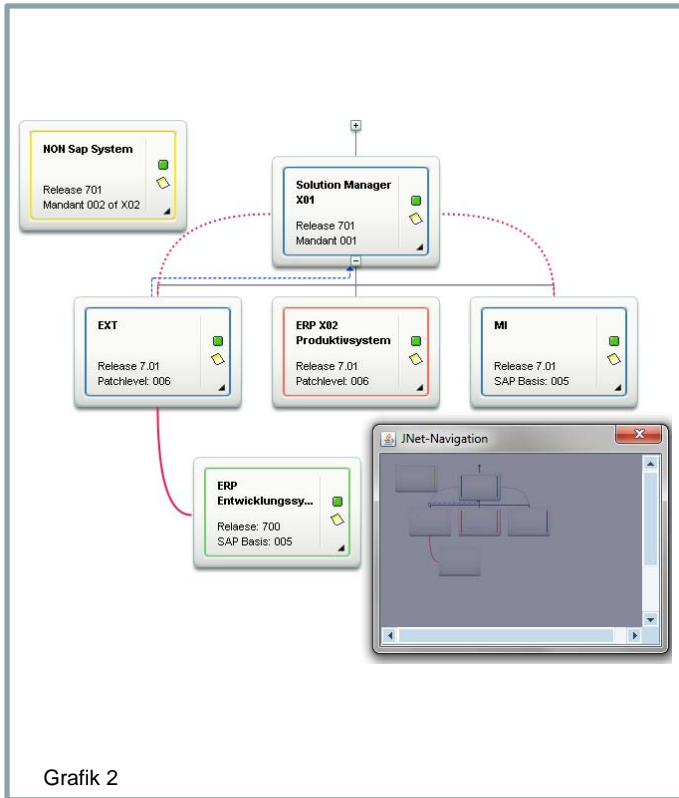 NON Sap System
Release 701
Mandant 002 of X02
Solution Manager
X01
Release 701
Mandant 001
EXT
Release 7.01
Patchlevel: 006
ERP X02
Produktivsystem
Release 7.01
Patchlevel: 006
MI
Release 7.01
SAP Basis: 005
ERP
Entwicklungssy...
Relaese: 700
SAP Basis: 005
JNet-Navigation
Grafik 2